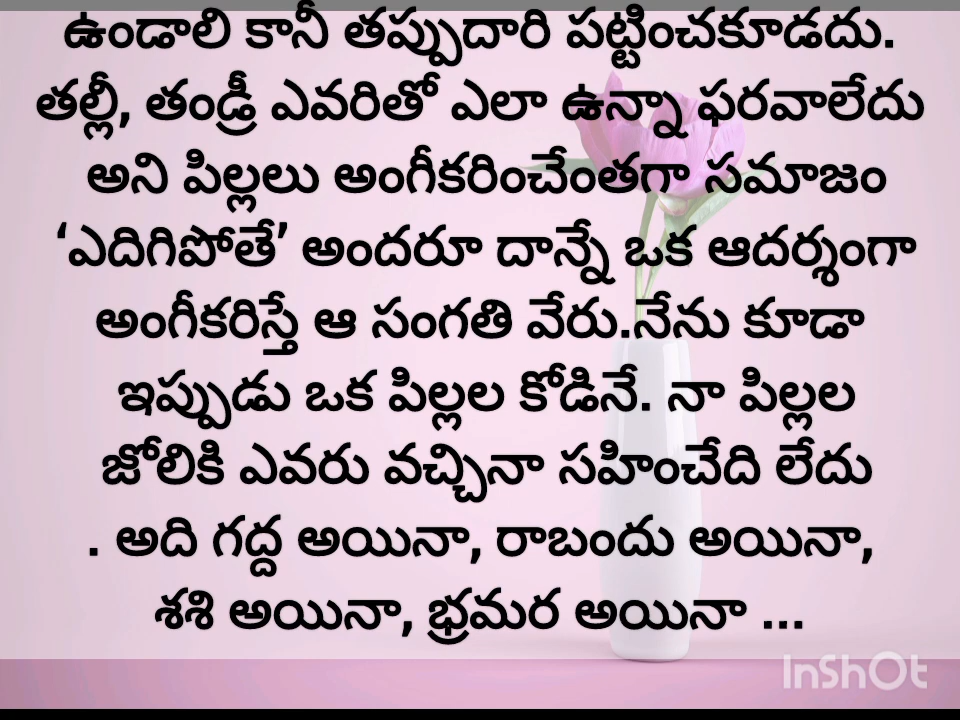 ఉండాలి కానీ తప్పుదారి పట్టించకూడదు.
తల్లీ, తండ్రీ ఎవరితో ఎలా ఉన్నా ఫరవాలేదు
అని పిల్లలు అంగీకరించేంతగా సమాజం
‘ఎదిగిపోతే’ అందరూ దాన్నే ఒక ఆదర్శంగా
అంగీకరిస్తే ఆ సంగతి వేరు.నేను కూడా
ఇప్పుడు ఒక పిల్లల కోడినే. నా పిల్లల
జోలికి ఎవరు వచ్చినా సహించేది లేదు
. అది గద్ద అయినా, రాబందు అయినా,
శశి అయినా, భ్రమర అయినా ...
InShOt